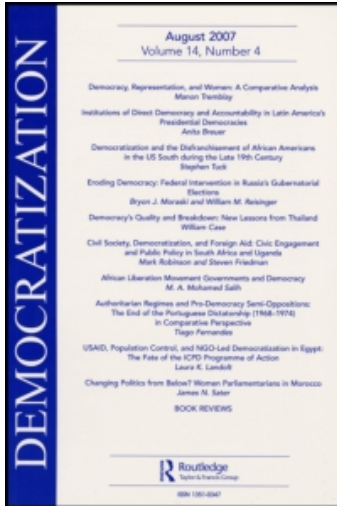 DEMOCRATIZATION
August 2007
Volume 14, Number 4
Democracy, Representation, and Women: A Comparative Analysis
Manon Tremblay
Institutions of Direct Democracy and Accountability in Latin America's
Presidential Democracies
Anita Breuer
Democratization and the Disfranchisement of African Americans
in the US South during the Late 19th Century
Stephen Tuck
Eroding Democracy: Federal Intervention in Russia's Gubernatorial
Elections
Bryon J. Moraski and William M. Reisinger
Democracy's Quality and Breakdown: New Lessons from Thailand
William Case
Civil Society, Democratization, and Foreign Aid: Civic Engagement
and Public Policy in South Africa and Uganda
Mark Robinson and Steven Friedman
African Liberation Movement Governments and Democracy
M. A. Mohamed Salih
Authoritarian Regimes and Pro-Democracy Semi-Oppositions:
The End of the Portuguese Dictatorship (1968–1974)
in Comparative Perspective
Tiago Fernandes
USAID, Population Control, and NGO-Led Democratization in Egypt:
The Fate of the ICPD Programme of Action
Laura K. Landolt
Changing Politics from Below? Women Parliamentarians in Morocco
James N. Sater
BOOK REVIEWS
Routledge
Taylor & Francis Group
ISSN 1351-0347